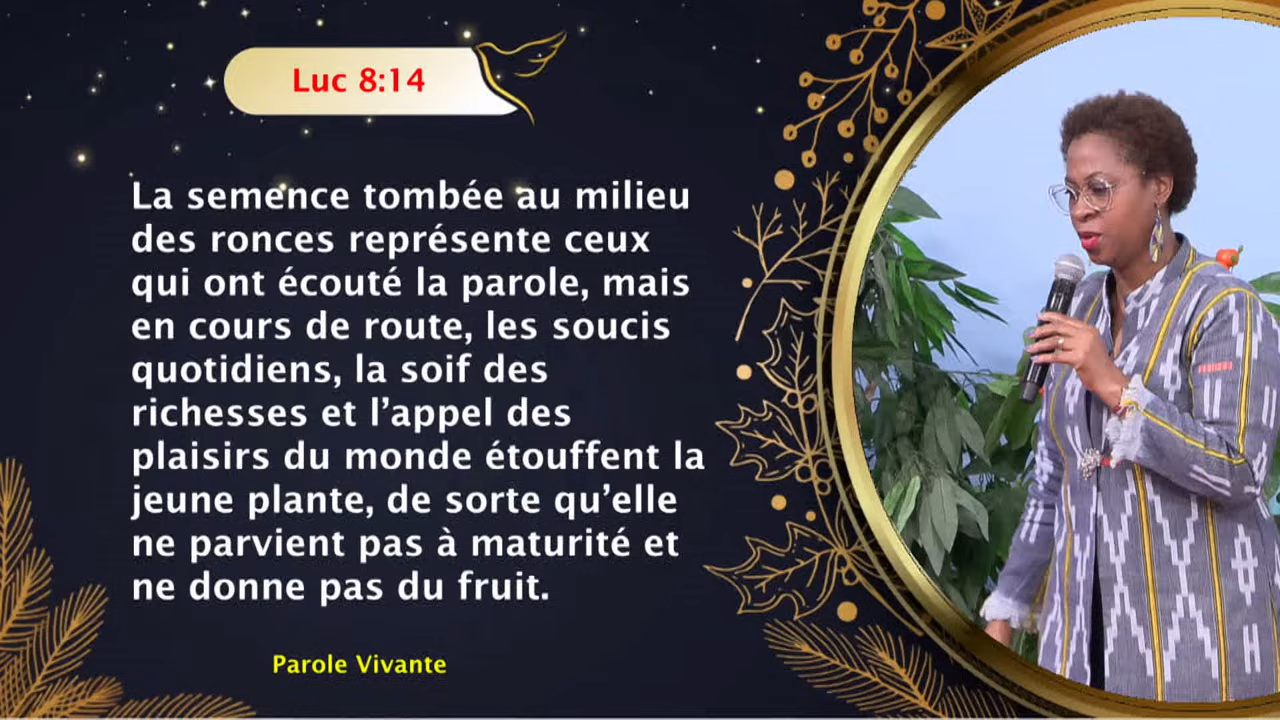 Luc 8:14
La semence tombée au milieu
des ronces représente ceux
qui ont écouté la parole, mais
en cours de route, les soucis
quotidiens, la soif des
richesses et l’appel des
plaisirs du monde étouffent la
jeune plante, de sorte qu’elle
ne parvient pas à maturité et
ne donne pas du fruit.
Parole Vivante